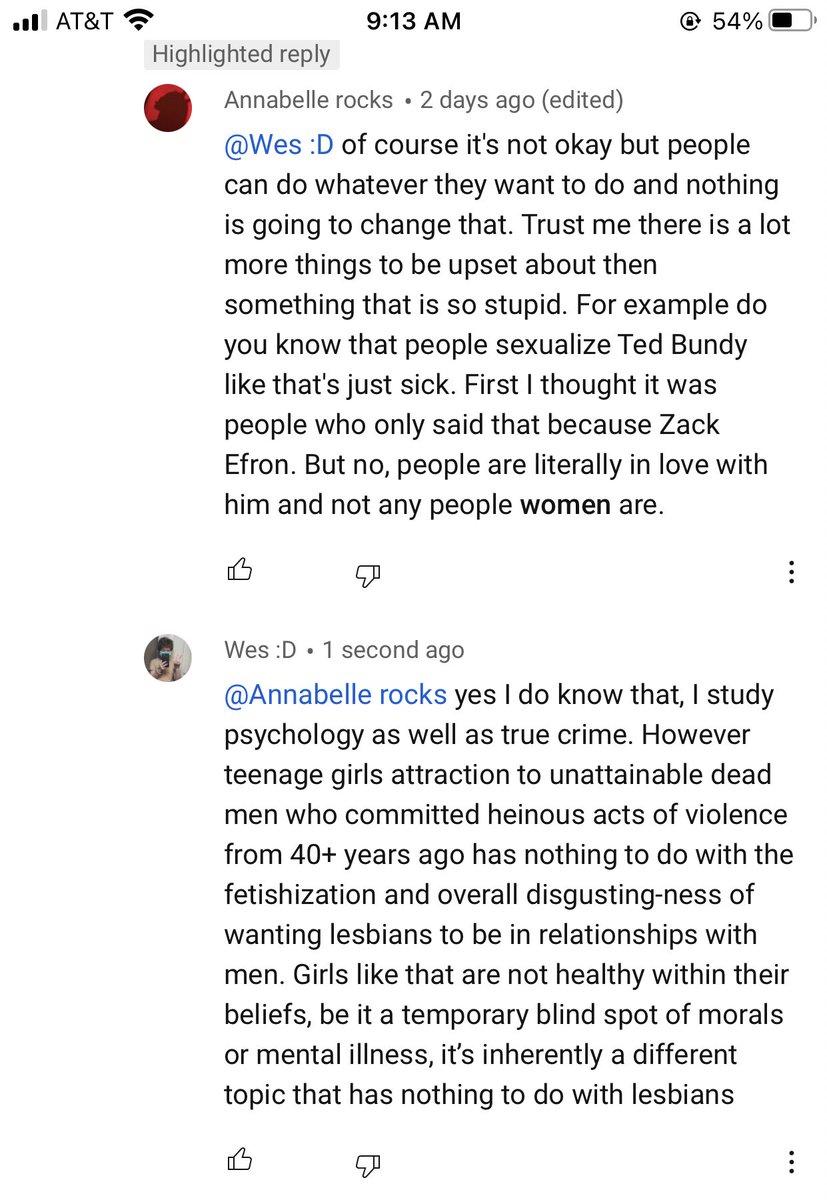 AT&T 9:13 AM 54%
Highlighted reply
Annabelle rocks • 2 days ago (edited)
@Wes :D of course it's not okay but people
can do whatever they want to do and nothing
is going to change that. Trust me there is a lot
more things to be upset about then
something that is so stupid. For example do
you know that people sexualize Ted Bundy
like that's just sick. First I thought it was
people who only said that because Zack
Efron. But no, people are literally in love with
him and not any people women are.
Wes :D • 1 second ago
@Annabelle rocks yes I do know that, I study
psychology as well as true crime. However
teenage girls attraction to unattainable dead
men who committed heinous acts of violence
from 40+ years ago has nothing to do with the
fetishization and overall disgusting-ness of
wanting lesbians to be in relationships with
men. Girls like that are not healthy within their
beliefs, be it a temporary blind spot of morals
or mental illness, it’s inherently a different
topic that has nothing to do with lesbians